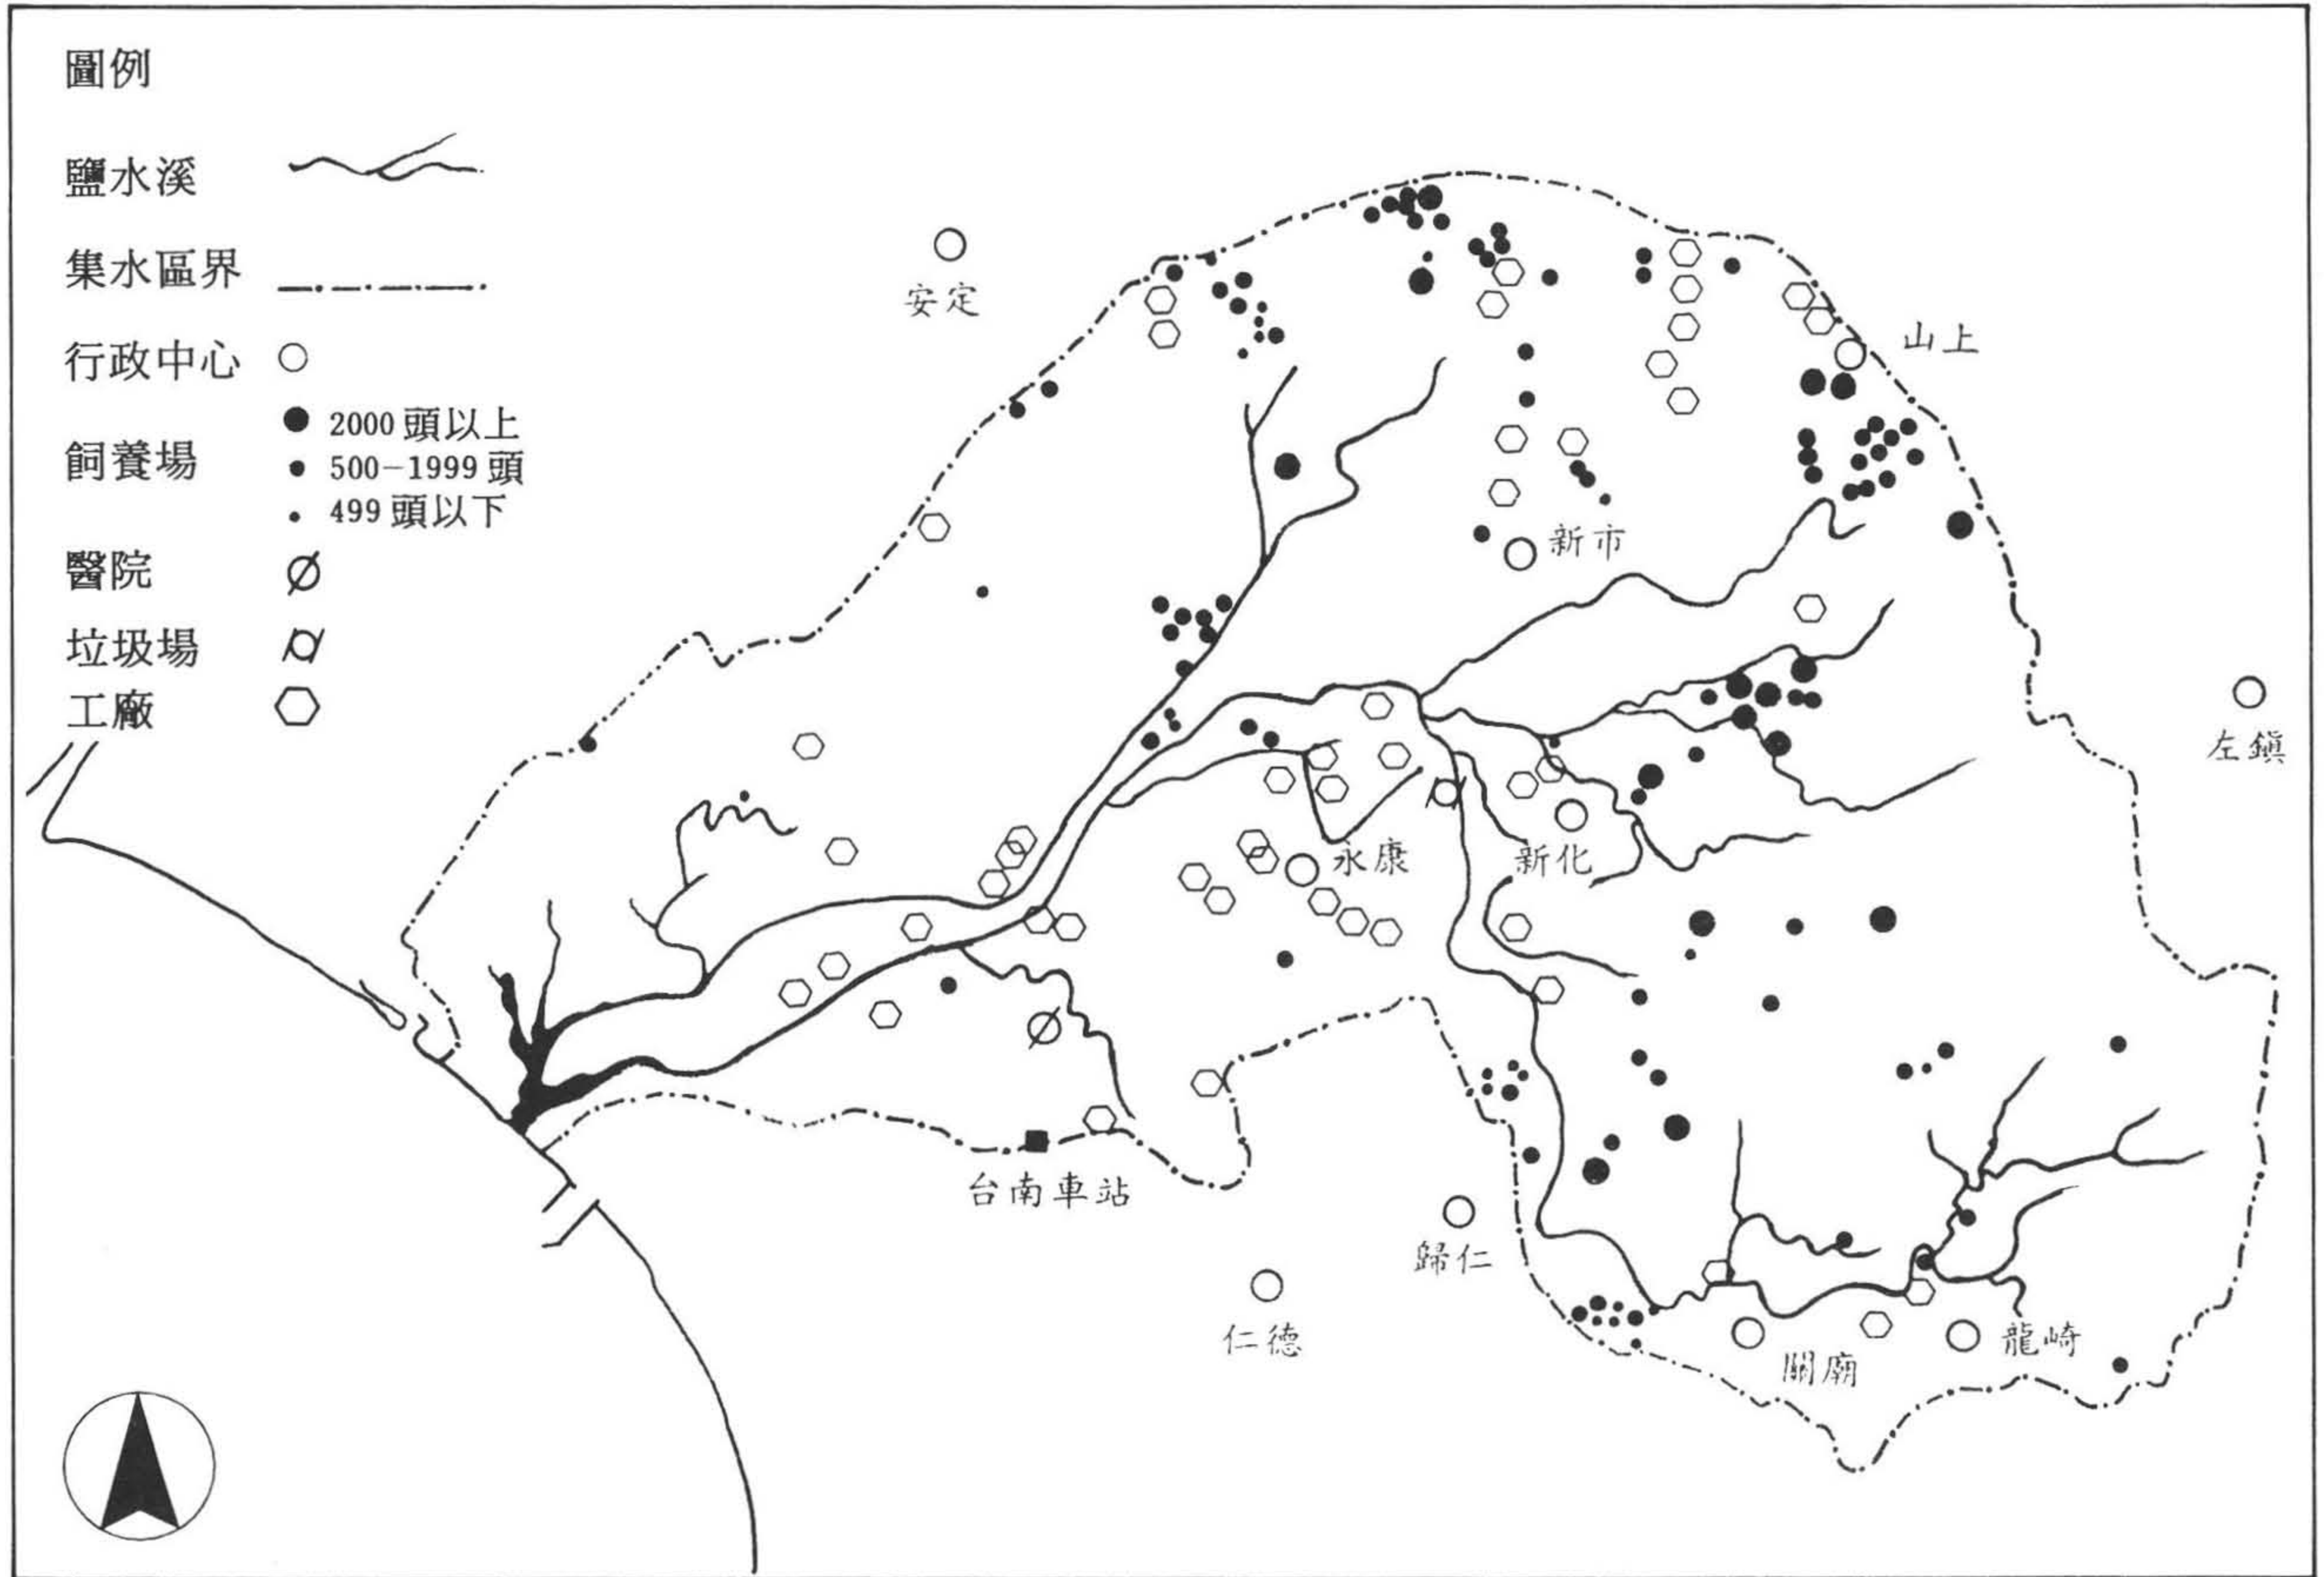 圖例
鹽水溪
集水區界
行政中心
飼養場
2000頭以上
500-1999頭
499頭以下
醫院
垃圾場
工廠
安定
山上
新市
左鎮
永康
新化
台南車站
歸仁
仁德
關廟
龍崎